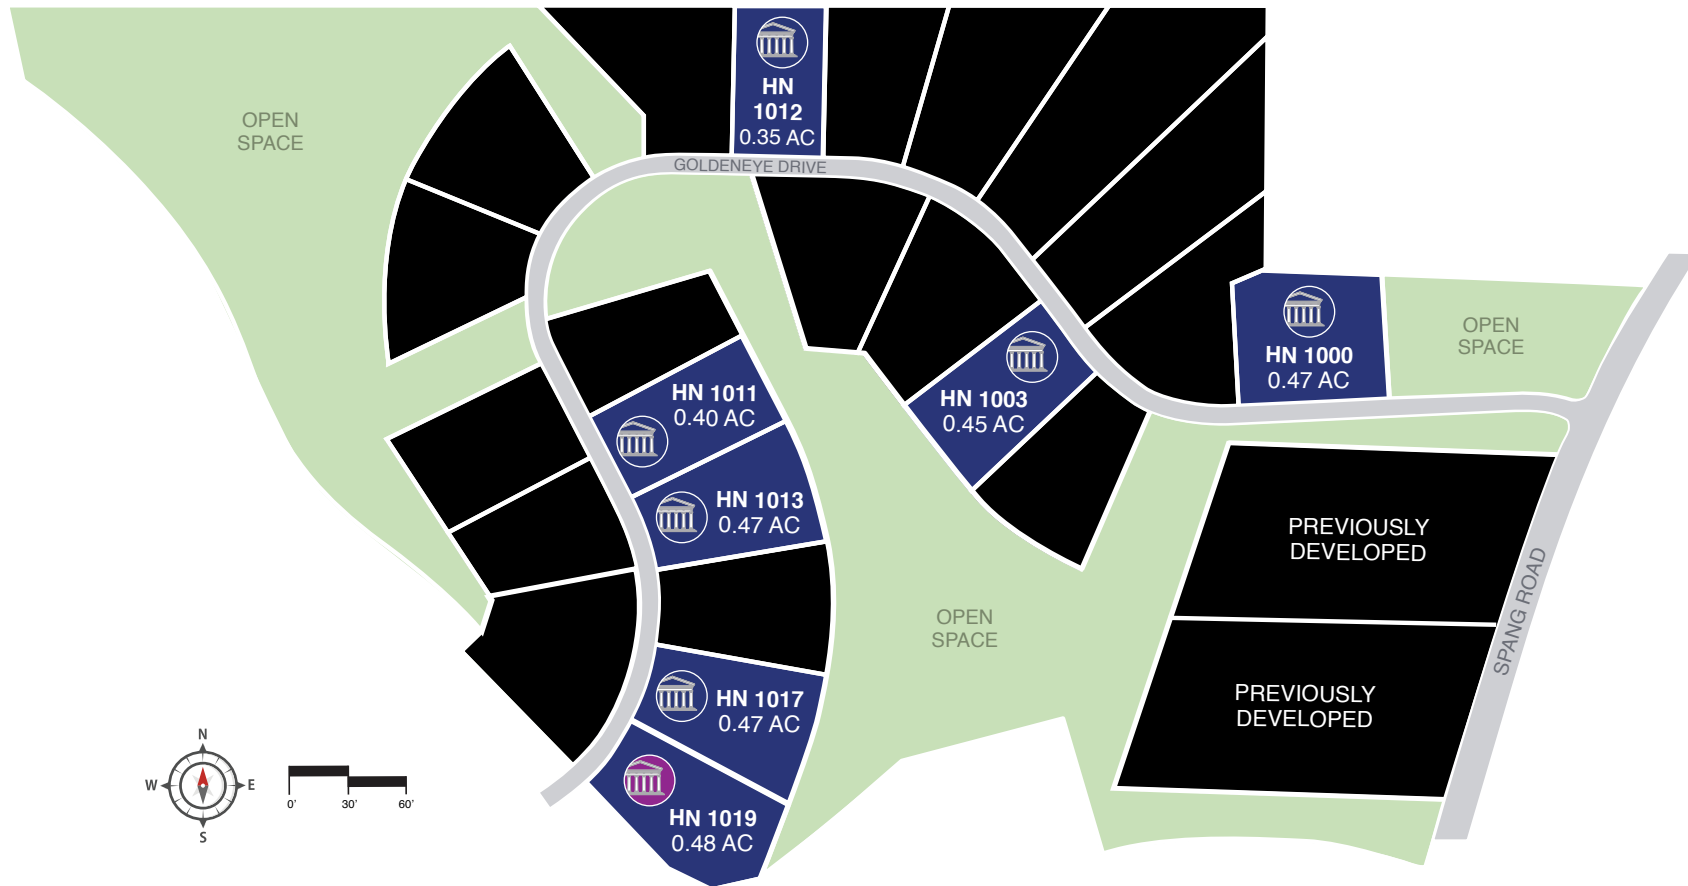 OPEN
SPACE
HN
1012
0.35 AC
GOLDENEYE DRIVE
HN 1000
0.47 AC
OPEN
SPACE
HN 1003
0.45 AC
HN 1011
0.40 AC
HN 1013
0.47 AC
PREVIOUSLY
DEVELOPED
SPANG ROAD
OPEN
SPACE
HN 1017
0.47 AC
PREVIOUSLY
DEVELOPED
HN 1019
0.48 AC
N
W
E
S
0'
30'
60'